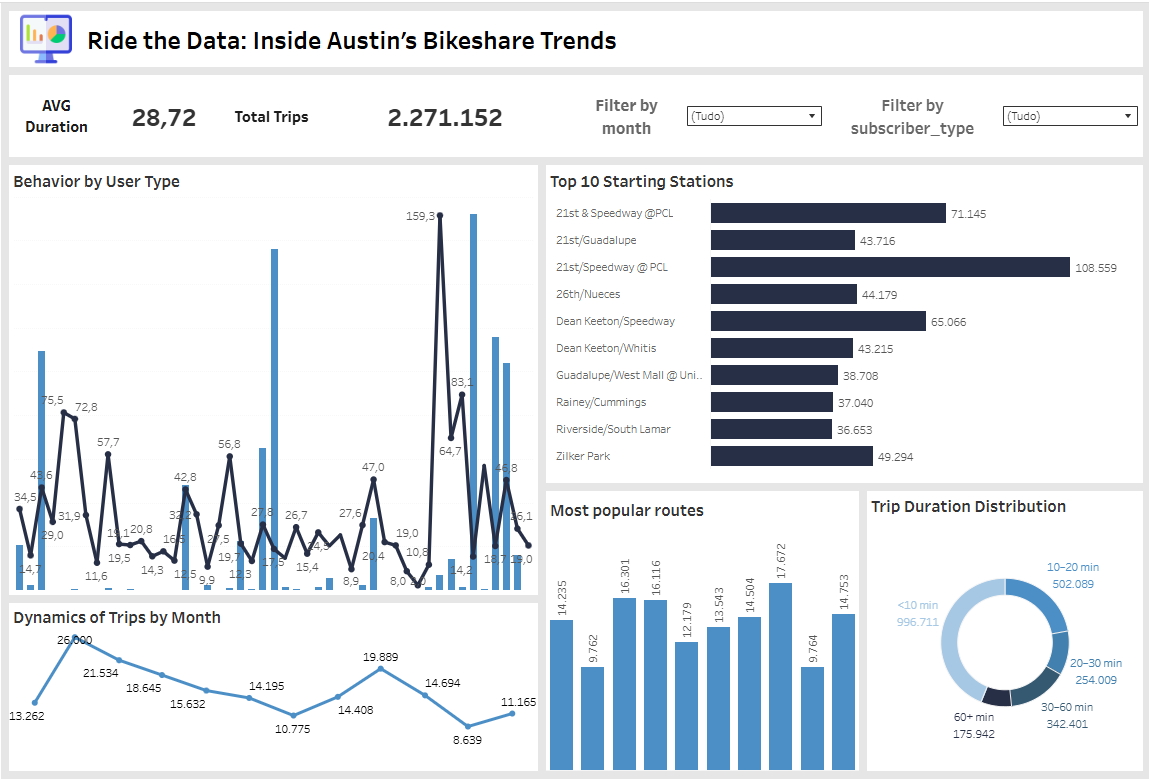 Ride the Data: Inside Austin’s Bikeshare Trends
AVG
Duration
28,72
Total Trips
2.271.152
Filter by
month
(Tudo)
Filter by
subscriber_type
(Tudo)
Behavior by User Type
159,3
83,1
75,5
72,8
64,7
57,7
56,8
43,6
42,8
47,0
46,8
34,5
31,9
29,0
32,2
27,8
26,7
27,6
26,1
14,7
11,6
19,1
20,8
19,5
14,3
12,5
9,9
19,7
12,3
17,5
15,4
24,5
8,9
20,4
19,0
8,0
10,8
14,2
18,7
19,0
Dynamics of Trips by Month
13.262
26.000
21.534
18.645
15.632
14.195
10.775
14.408
19.889
14.694
8.639
11.165
Top 10 Starting Stations
21st & Speedway @PCL
71.145
21st/Guadalupe
43.716
21st/Speedway @ PCL
108.559
26th/Nueces
44.179
Dean Keeton/Speedway
65.066
Dean Keeton/Whitis
43.215
Guadalupe/West Mall @ Uni..
38.708
Rainey/Cummings
37.040
Riverside/South Lamar
36.653
Zilker Park
49.294
Most popular routes
14.235
9.762
16.301
16.116
12.179
13.543
14.504
17.672
9.764
14.753
Trip Duration Distribution
10–20 min
502.089
<10 min
996.711
20–30 min
254.009
30–60 min
342.401
60+ min
175.942